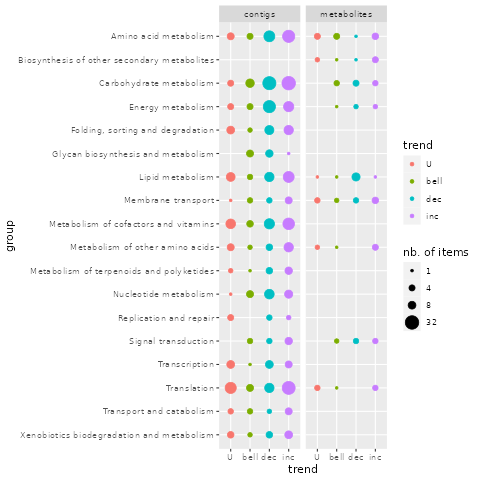 contigs metabolites
Amino acid metabolism
Biosynthesis of other secondary metabolites
Carbohydrate metabolism
Energy metabolism
Folding, sorting and degradation
Glycan biosynthesis and metabolism
Lipid metabolism
Membrane transport
Metabolism of cofactors and vitamins
Metabolism of other amino acids
Metabolism of terpenoids and polyketides
Nucleotide metabolism
Replication and repair
Signal transduction
Transcription
Translation
Transport and catabolism
Xenobiotics biodegradation and metabolism
group
U bell dec inc U bell dec inc
trend
trend
U
bell
dec
inc
nb. of items
1
4
8
32